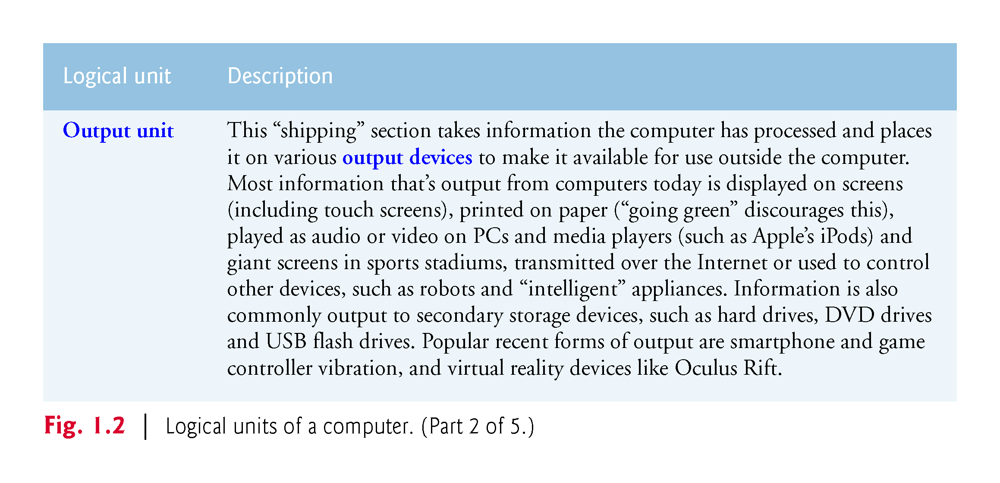 Logical unit Description
Output unit This “shipping” section takes information the computer has processed and places
it on various output devices to make it available for use outside the computer.
Most information that’s output from computers today is displayed on screens
(including touch screens), printed on paper (“going green” discourages this),
played as audio or video on PCs and media players (such as Apple’s iPods) and
giant screens in sports stadiums, transmitted over the Internet or used to control
other devices, such as robots and “intelligent” appliances. Information is also
commonly output to secondary storage devices, such as hard drives, DVD drives
and USB flash drives. Popular recent forms of output are smartphone and game
controller vibration, and virtual reality devices like Oculus Rift.
Fig. 1.2 | Logical units of a computer. (Part 2 of 5.)